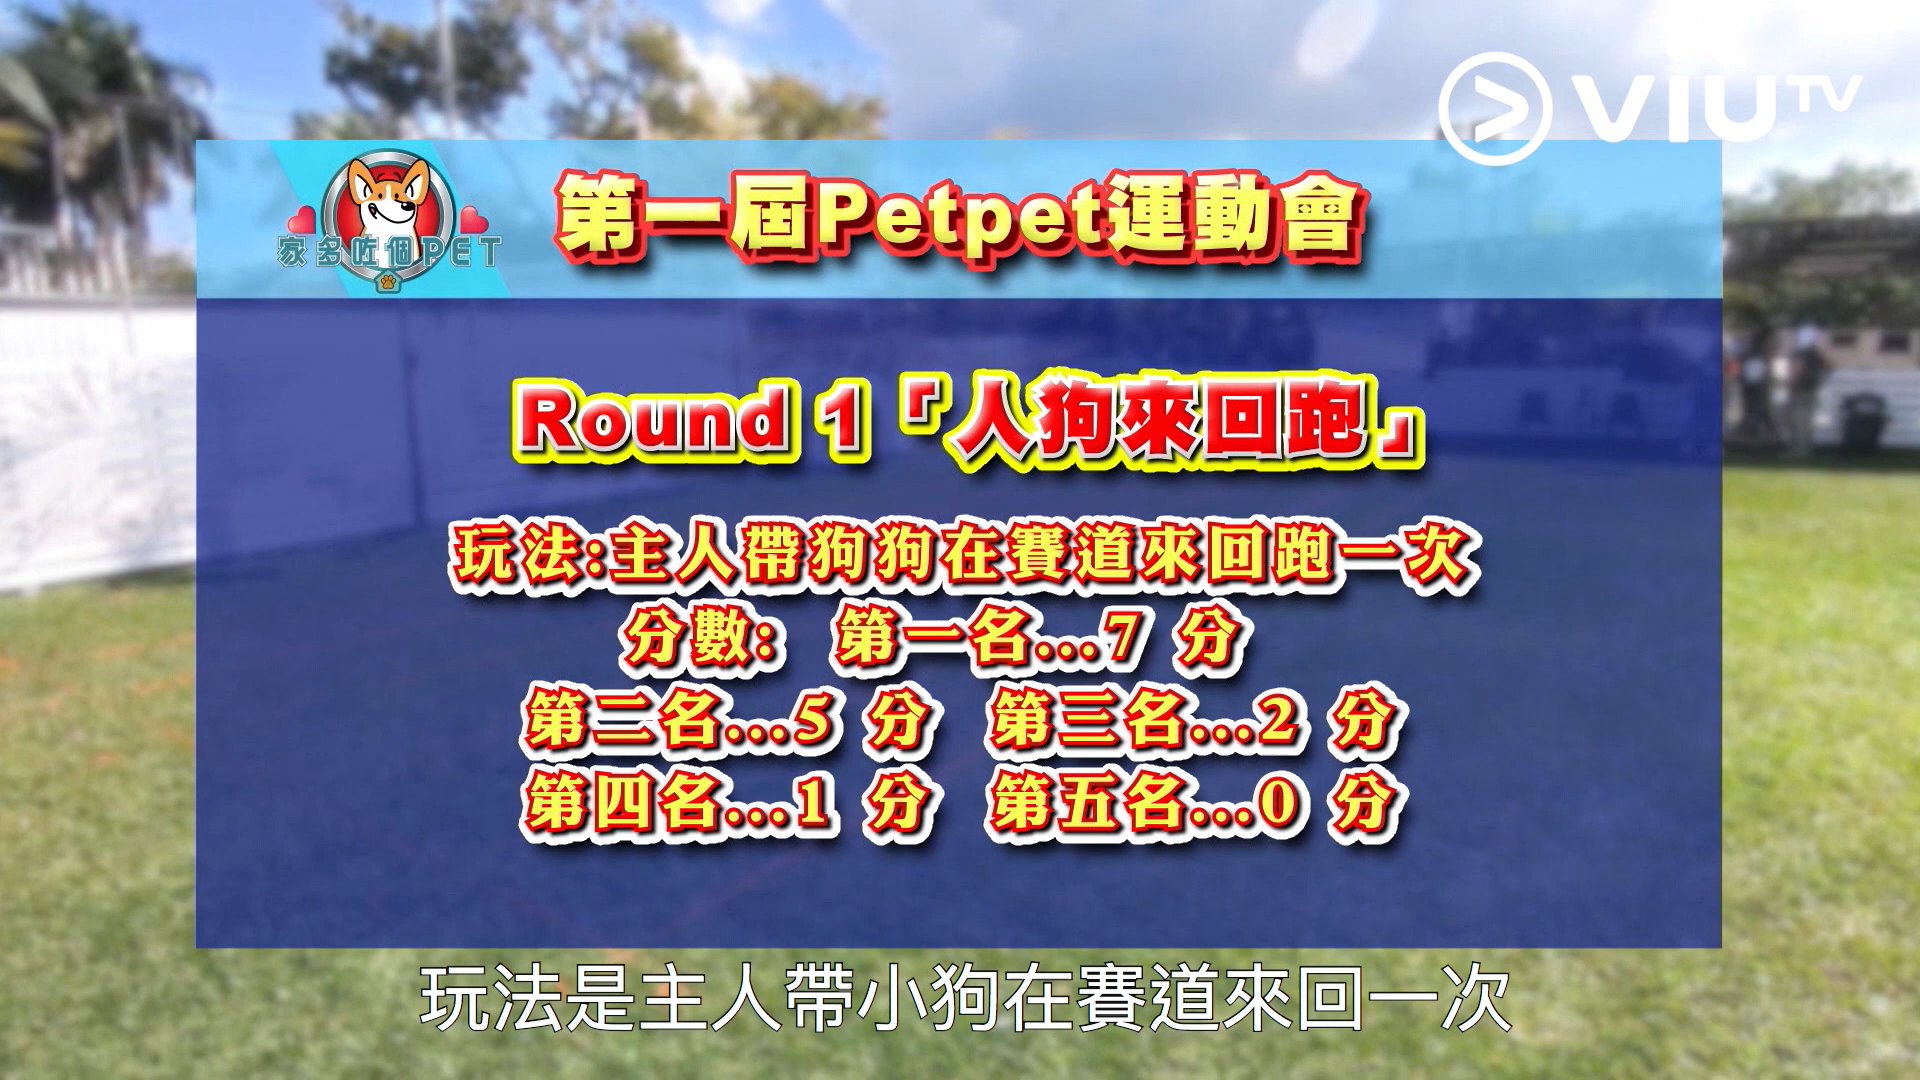 VIUTV
家多咗個PET
第一屆Petpet運動會
Round 1「人狗來回跑」
玩法:主人帶狗狗在賽道來回跑一次
分數: 第一名...7 分
第二名...5 分 第三名...2 分
第四名...1 分 第五名...0 分
玩法是主人帶小狗在賽道來回一次